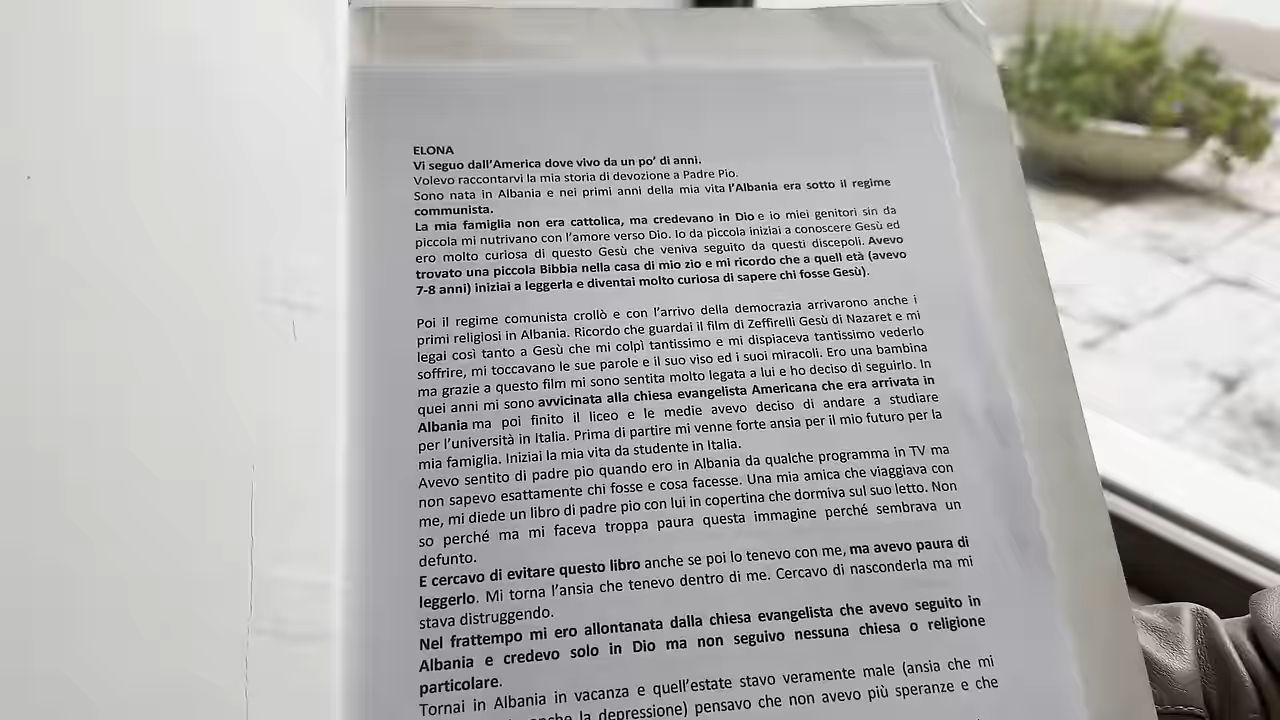 ELONA
Vi seguo dall'America dove vivo da un po' di anni.
Volevo raccontarvi la mia storia di devozione a Padre Pio.
Sono nata in Albania e nei primi anni della mia vita l'Albania era sotto il regime
communista.
La mia famiglia non era cattolica, ma credevano in Dio e io miei genitori sin da
piccola mi nutrivano con l'amore verso Dio. Io da piccola iniziai a conoscere Gesù ed
ero molto curiosa di questo Gesù che veniva seguito da questi discepoli. Avevo
trovato una piccola Bibbia nella casa di mio zio e mi ricordo che a quell età (avevo
7-8 anni) iniziai a leggerla e diventai molto curiosa di sapere chi fosse Gesù).
Poi il regime comunista crollò e con l'arrivo della democrazia arrivarono anche i
primi religiosi in Albania. Ricordo che guardai il film di Zeffirelli Gesù di Nazaret e mi
legai così tanto a Gesù che mi colpì tantissimo e mi dispiaceva tantissimo vederlo
soffrire, mi toccavano le sue parole e il suo viso ed i suoi miracoli. Ero una bambina
ma grazie a questo film mi sono sentita molto legata a lui e ho deciso di seguirlo. In
quei anni mi sono avvicinata alla chiesa evangelista Americana che era arrivata in
Albania ma poi finito il liceo e le medie avevo deciso di andare a studiare
per l'università in Italia. Prima di partire mi venne forte ansia per il mio futuro per la
mia famiglia. Iniziai la mia vita da studente in Italia.
Avevo sentito di padre pio quando ero in Albania da qualche programma in TV ma
non sapevo esattamente chi fosse e cosa facesse. Una mia amica che viaggiava con
me, mi diede un libro di padre pio con lui in copertina che dormiva sul suo letto. Non
so perché ma mi faceva troppa paura questa immagine perché sembrava un
defunto.
E cercavo di evitare questo libro anche se poi lo tenevo con me, ma avevo paura di
leggerlo. Mi torna l'ansia che tenevo dentro di me. Cercavo di nasconderla ma mi
stava distruggendo.
Nel frattempo mi ero allontanata dalla chiesa evangelista che avevo seguito in
Albania e credevo solo in Dio ma non seguivo nessuna chiesa o religione
particolare.
Tornai in Albania in vacanza e quell'estate stavo veramente male (ansia che mi
anche la depressione) pensavo che non avevo più speranze e che